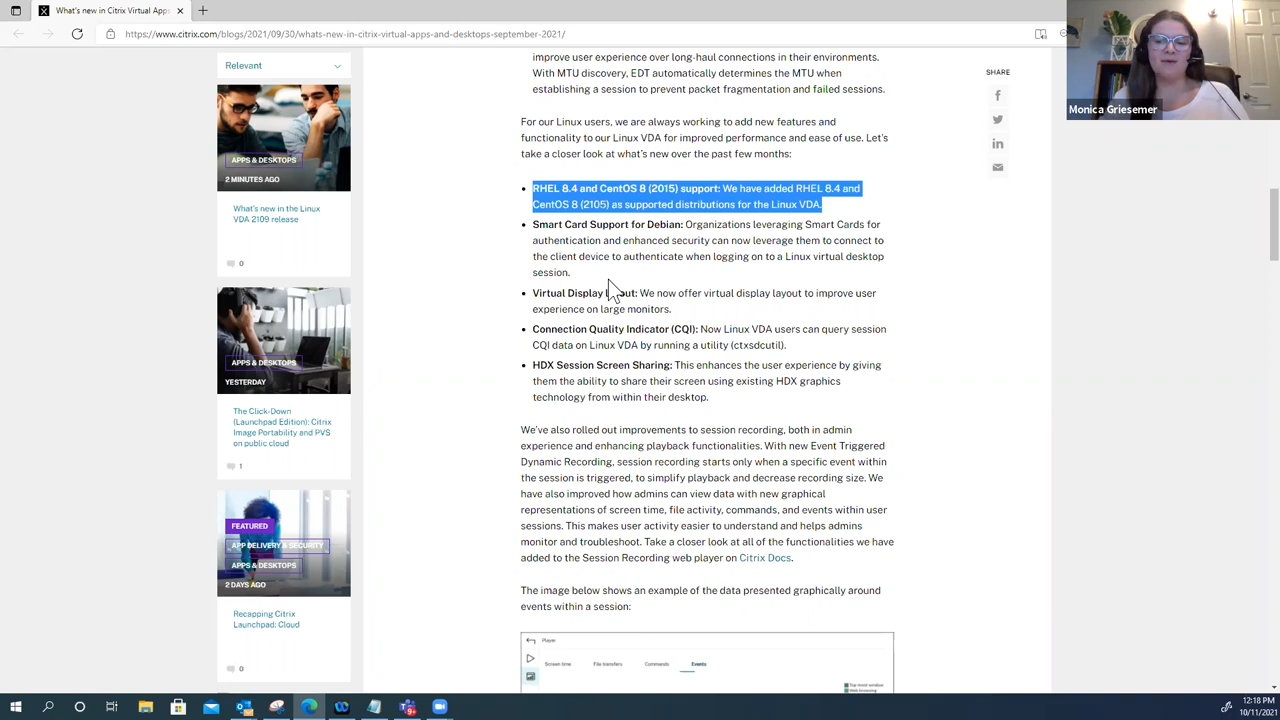 What's new in Citrix Virtual App
https://www.citrix.com/blogs/2021/09/30/whats-new-in-citrix-virtual-apps-and-desktops-september-2021/
Monica Griesemer
Relevant
APPS & DESKTOPS
2 MINUTES AGO
What's new in the Linux
VDA 2109 release
0
APPS & DESKTOPS
YESTERDAY
The Click-Down
(Launchpad Edition): Citrix
Image Portability and PVS
on public cloud
1
FEATURED
APP DELIVERY & SECURITY
APPS & DESKTOPS
2 DAYS AGO
Recapping Citrix
Launchpad: Cloud
0
improve user experience over long-haul connections in their environments.
With MTU discovery, EDT automatically determines the MTU when
establishing a session to prevent packet fragmentation and failed sessions.
For our Linux users, we are always working to add new features and
functionality to our Linux VDA for improved performance and ease of use. Let's
take a closer look at what's new over the past few months:
• RHEL 8.4 and CentOS 8 (2015) support: We have added RHEL 8.4 and
CentOS 8 (2105) as supported distributions for the Linux VDA.
• Smart Card Support for Debian: Organizations leveraging Smart Cards for
authentication and enhanced security can now leverage them to connect to
the client device to authenticate when logging on to a Linux virtual desktop
session.
• Virtual Display Layout: We now offer virtual display layout to improve user
experience on large monitors.
• Connection Quality Indicator (CQI): Now Linux VDA users can query session
CQI data on Linux VDA by running a utility (ctxsdcutil).
• HDX Session Screen Sharing: This enhances the user experience by giving
them the ability to share their screen using existing HDX graphics
technology from within their desktop.
We've also rolled out improvements to session recording, both in admin
experience and enhancing playback functionalities. With new Event Triggered
Dynamic Recording, session recording starts only when a specific event within
the session is triggered, to simplify playback and decrease recording size. We
have also improved how admins can view data with new graphical
representations of screen time, file activity, commands, and events within user
sessions. This makes user activity easier to understand and helps admins
monitor and troubleshoot. Take a closer look at all of the functionalities we have
added to the Session Recording web player on Citrix Docs.
The image below shows an example of the data presented graphically around
events within a session:
Player
Screen time File transfers Commands Events
Top most window
Web browsing
SHARE
12:18 PM
10/11/2021